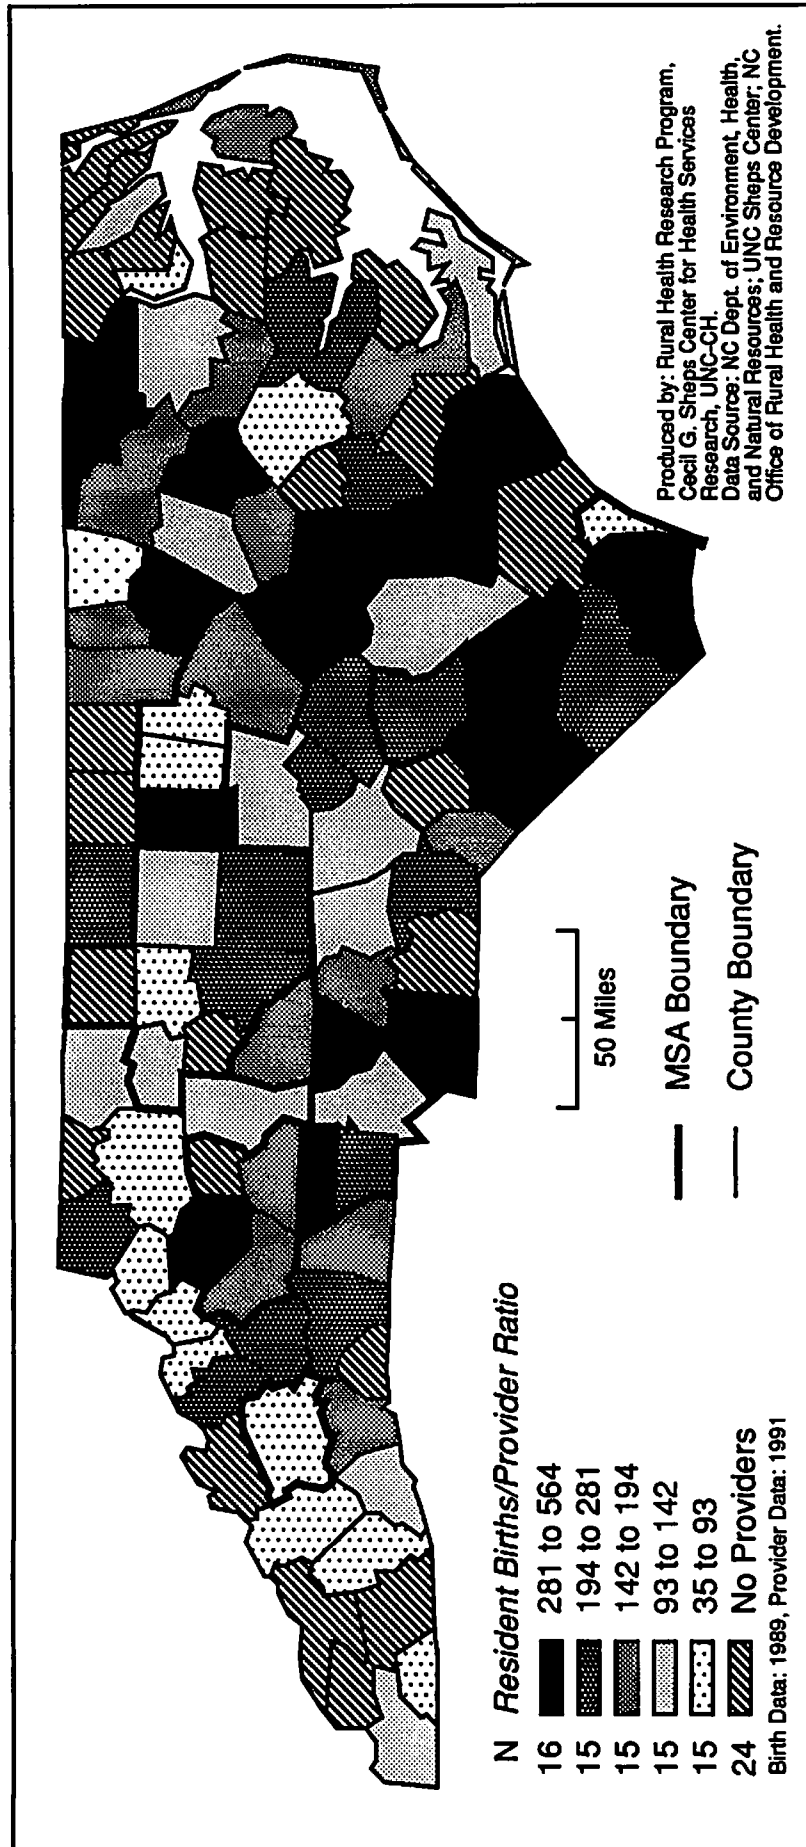 N Resident Births/Provider Ratio
16 281 to 564
15 194 to 281
15 142 to 194
15 93 to 142
15 35 to 93
24 No Providers
Birth Data: 1989, Provider Data: 1991
50 Miles
MSA Boundary
County Boundary
Produced by: Rural Health Research Program,
Cecil G. Sheps Center for Health Services
Research, UNC-CH.
Data Source: NC Dept. of Environment, Health,
and Natural Resources; UNC Sheps Center; NC
Office of Rural Health and Resource Development.